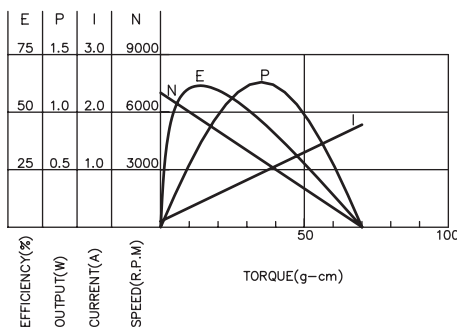 E P I N
75 1.5 3.0 9000
N E P
50 1.0 2.0 6000
I
25 0.5 1.0 3000
50 100
EFFICIENCY(%)
OUTPUT(W)
CURRENT(A)
SPEED(R.P.M)
TORQUE(g-cm)